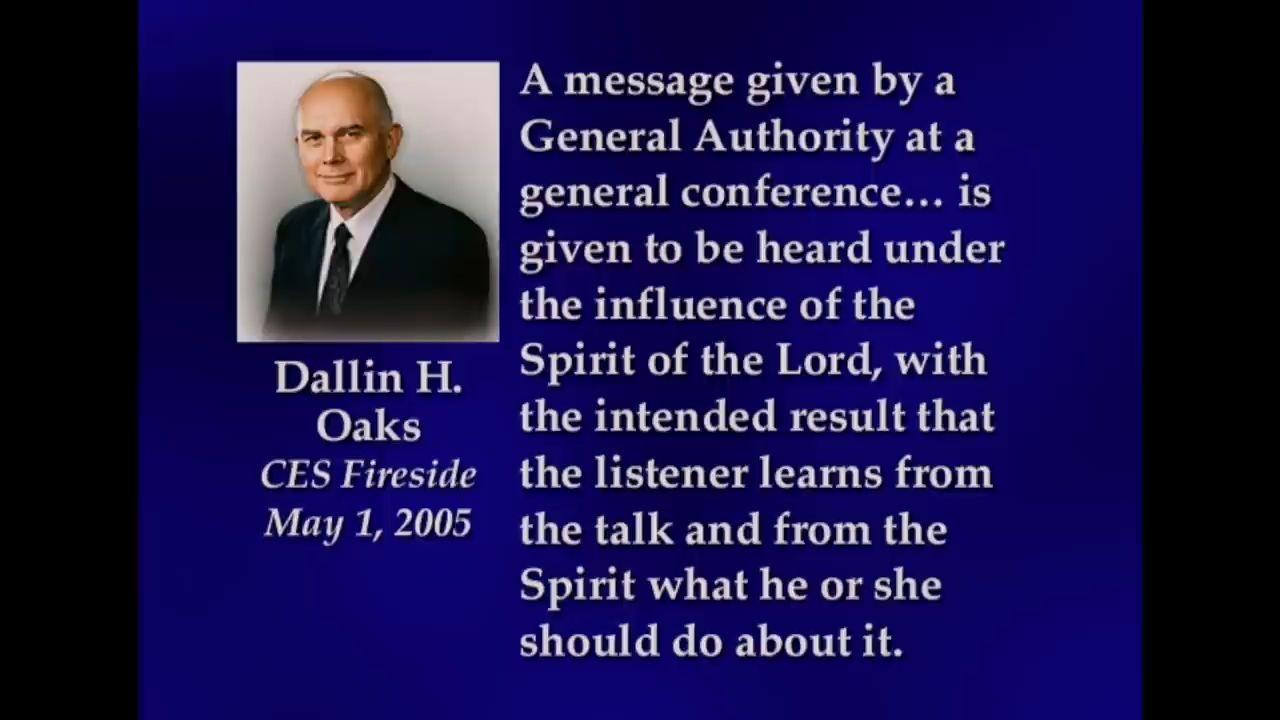 Dallin H.
Oaks
CES Fireside
May 1, 2005
A message given by a
General Authority at a
general conference... is
given to be heard under
the influence of the
Spirit of the Lord, with
the intended result that
the listener learns from
the talk and from the
Spirit what he or she
should do about it.